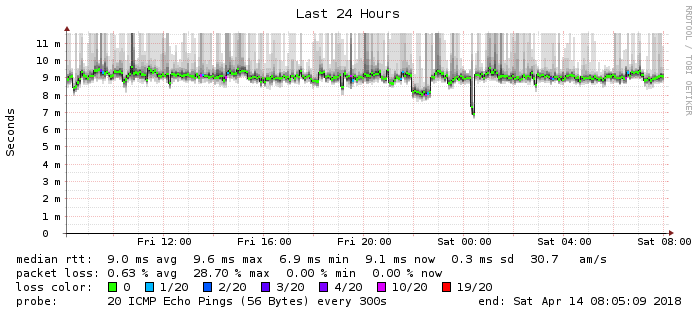 Last 24 Hours
RRDTOOL / TOBI OETIKER
Seconds
11 m
10 m
9 m
8 m
7 m
6 m
5 m
4 m
3 m
2 m
1 m
0
Fri 12:00 Fri 16:00 Fri 20:00 Sat 00:00 Sat 04:00 Sat 08:00
median rtt: 9.0 ms avg 9.6 ms max 6.9 ms min 9.1 ms now 0.3 ms sd 30.7 am/s
packet loss: 0.63 % avg 28.70 % max 0.00 % min 0.00 % now
loss color: 0 1/20 2/20 3/20 4/20 10/20 19/20
probe: 20 ICMP Echo Pings (56 Bytes) every 300s end: Sat Apr 14 08:05:09 2018